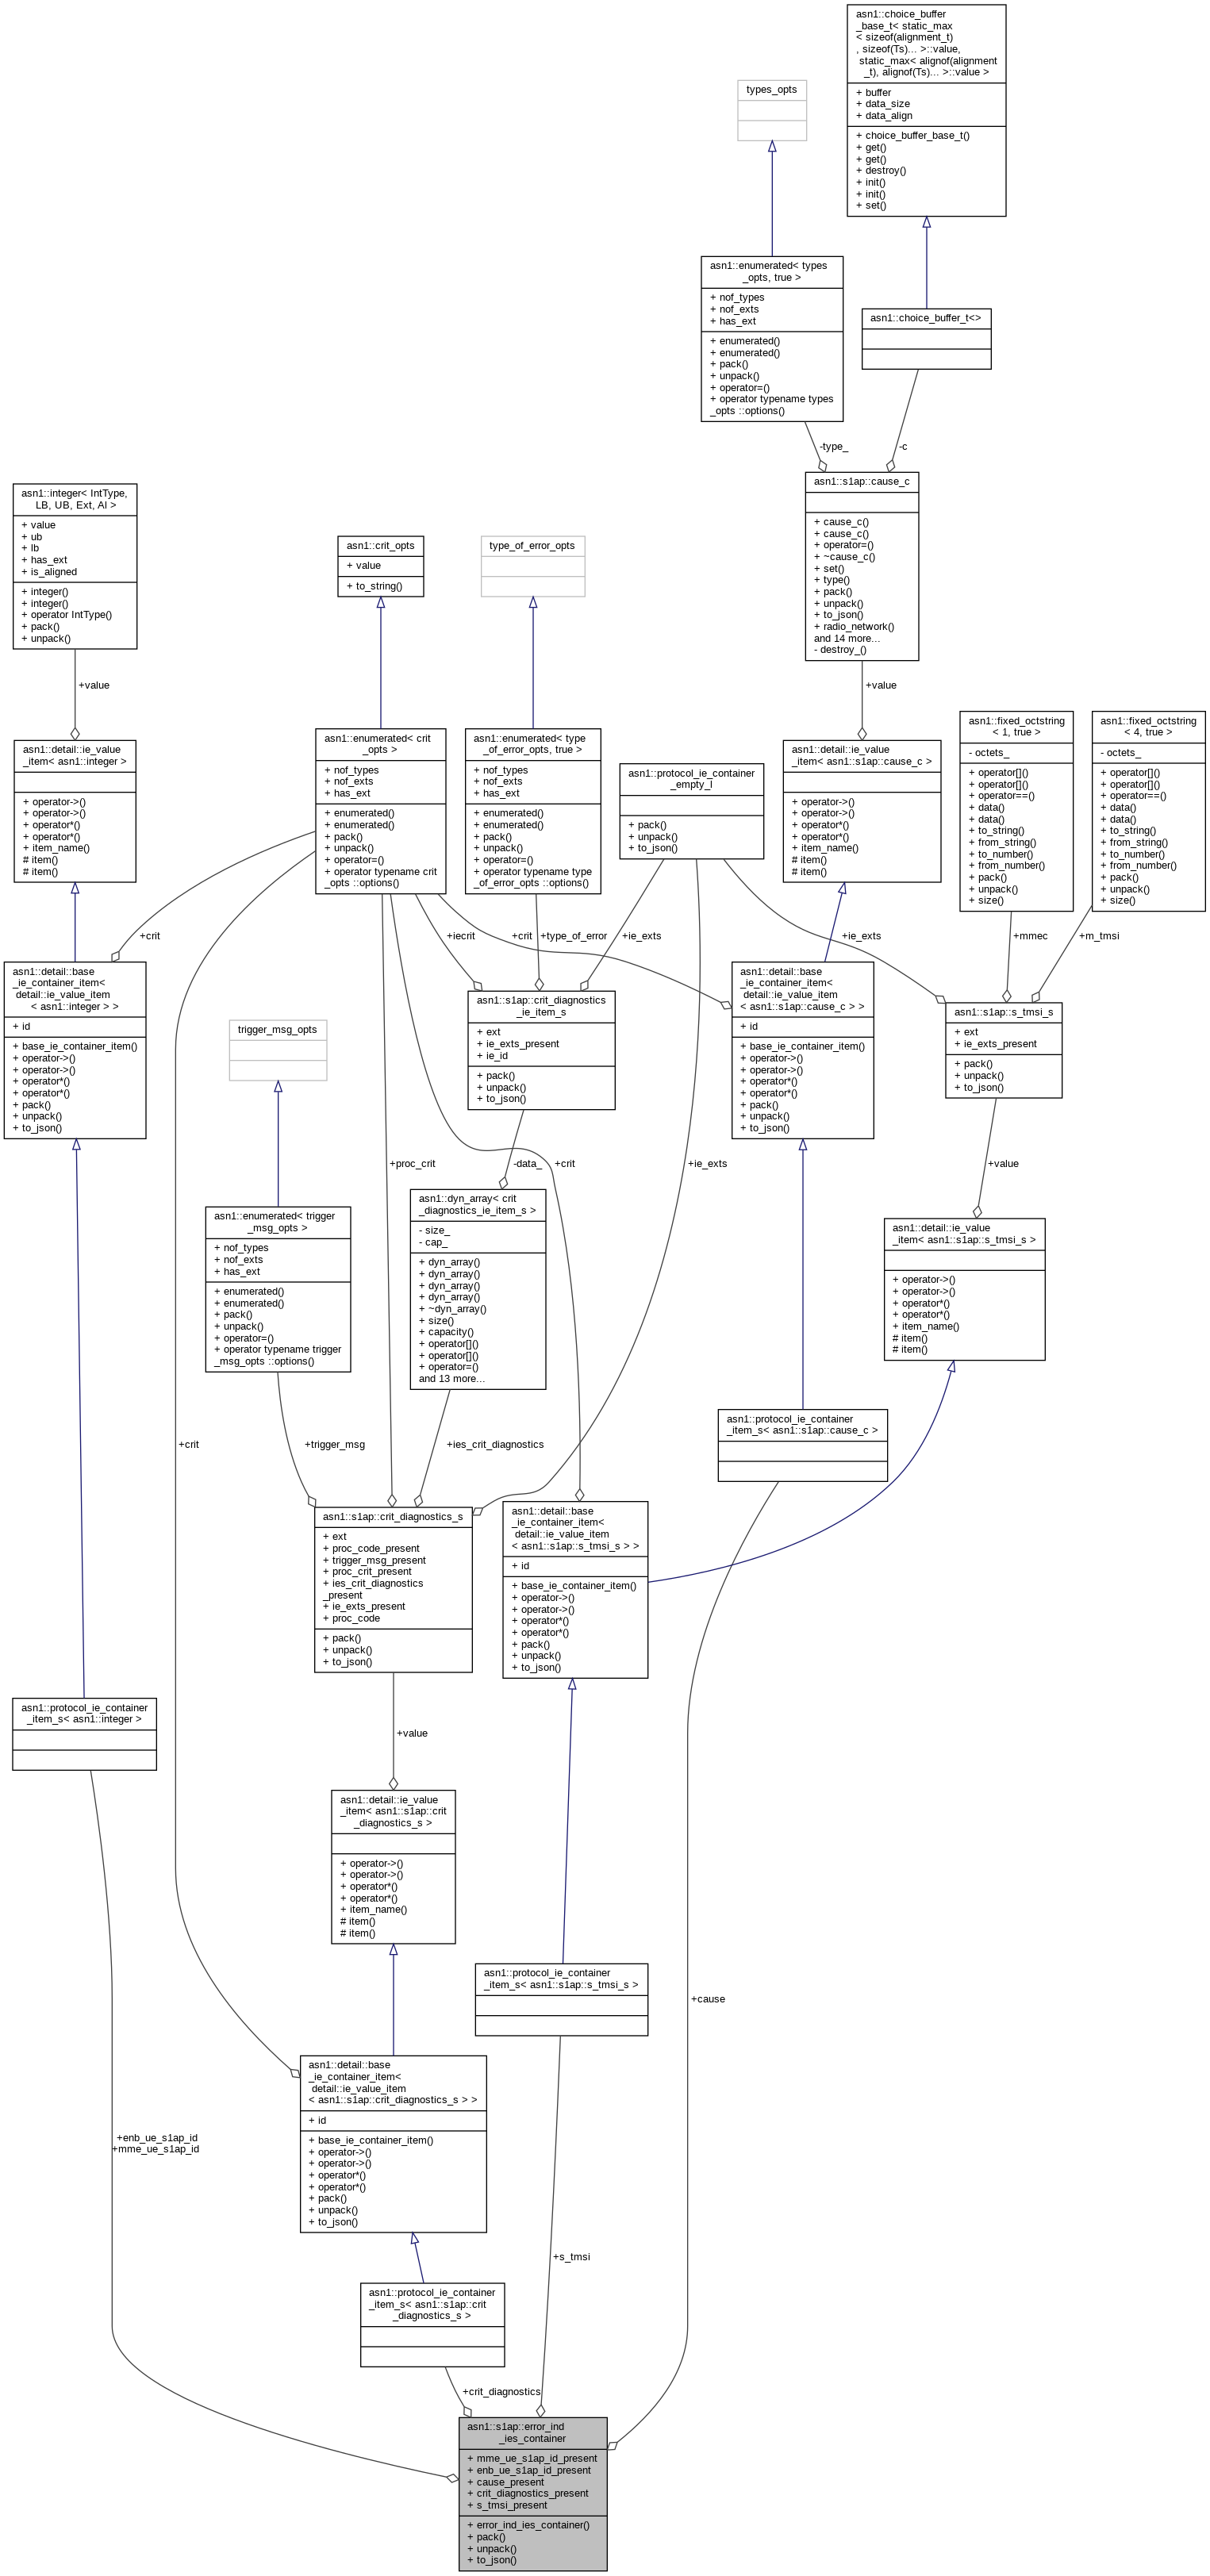 asn1::choice_buffer
_base_t< static_max
< sizeof(alignment_t)
, sizeof(Ts)... >::value,
static_max< alignof(alignment
_t), alignof(Ts)... >::value >
+ buffer
+ data_size
+ data_align
+ choice_buffer_base_t()
+ get()
+ get()
+ destroy()
+ init()
+ init()
+ set()
types_opts
asn1::enumerated< types
_opts, true >
+ nof_types
+ nof_exts
+ has_ext
+ enumerated()
+ enumerated()
+ pack()
+ unpack()
+ operator=()
+ operator typename types
_opts ::options()
asn1::choice_buffer_t<>
-type_
-c
asn1::s1ap::cause_c
+ cause_c()
+ cause_c()
+ operator=()
+ ~cause_c()
+ set()
+ type()
+ pack()
+ unpack()
+ to_json()
+ radio_network()
and 14 more...
- destroy_()
asn1::integer< IntType,
LB, UB, Ext, Al >
+ value
+ ub
+ lb
+ has_ext
+ is_aligned
+ integer()
+ integer()
+ operator IntType()
+ pack()
+ unpack()
asn1::crit_opts
+ value
+ to_string()
type_of_error_opts
+value
+value
asn1::detail::ie_value
_item< asn1::integer >
+ operator->()
+ operator->()
+ operator*()
+ operator*()
+ item_name()
# item()
# item()
asn1::enumerated< crit
_opts >
+ nof_types
+ nof_exts
+ has_ext
+ enumerated()
+ enumerated()
+ pack()
+ unpack()
+ operator=()
+ operator typename crit
_opts ::options()
asn1::enumerated< type
_of_error_opts, true >
+ nof_types
+ nof_exts
+ has_ext
+ enumerated()
+ enumerated()
+ pack()
+ unpack()
+ operator=()
+ operator typename type
_of_error_opts ::options()
asn1::protocol_ie_container
_empty_l
+ pack()
+ unpack()
+ to_json()
asn1::detail::ie_value
_item< asn1::s1ap::cause_c >
+ operator->()
+ operator->()
+ operator*()
+ operator*()
+ item_name()
# item()
# item()
asn1::fixed_octstring
< 1, true >
- octets_
+ operator[]()
+ operator[]()
+ operator==()
+ data()
+ data()
+ to_string()
+ from_string()
+ to_number()
+ from_number()
+ pack()
+ unpack()
+ size()
asn1::fixed_octstring
< 4, true >
- octets_
+ operator[]()
+ operator[]()
+ operator==()
+ data()
+ data()
+ to_string()
+ from_string()
+ to_number()
+ from_number()
+ pack()
+ unpack()
+ size()
+crit
+iecrit
+crit
+type_of_error
+ie_exts
+ie_exts
+mmec
+m_tmsi
asn1::detail::base
_ie_container_item<
detail::ie_value_item
< asn1::integer > >
+ id
+ base_ie_container_item()
+ operator->()
+ operator->()
+ operator*()
+ operator*()
+ pack()
+ unpack()
+ to_json()
trigger_msg_opts
asn1::s1ap::crit_diagnostics
_ie_item_s
+ ext
+ ie_exts_present
+ ie_id
+ pack()
+ unpack()
+ to_json()
asn1::detail::base
_ie_container_item<
detail::ie_value_item
< asn1::s1ap::cause_c > >
+ id
+ base_ie_container_item()
+ operator->()
+ operator->()
+ operator*()
+ operator*()
+ pack()
+ unpack()
+ to_json()
asn1::s1ap::s_tmsi_s
+ ext
+ ie_exts_present
+ pack()
+ unpack()
+ to_json()
+proc_crit
-data_
+crit
+ie_exts
+value
asn1::enumerated< trigger
_msg_opts >
+ nof_types
+ nof_exts
+ has_ext
+ enumerated()
+ enumerated()
+ pack()
+ unpack()
+ operator=()
+ operator typename trigger
_msg_opts ::options()
asn1::dyn_array< crit
_diagnostics_ie_item_s >
- size_
- cap_
+ dyn_array()
+ dyn_array()
+ dyn_array()
+ dyn_array()
+ ~dyn_array()
+ size()
+ capacity()
+ operator[]()
+ operator[]()
+ operator=()
and 13 more...
asn1::detail::ie_value
_item< asn1::s1ap::s_tmsi_s >
+ operator->()
+ operator->()
+ operator*()
+ operator*()
+ item_name()
# item()
# item()
asn1::protocol_ie_container
_item_s< asn1::s1ap::cause_c >
+crit
+trigger_msg
+ies_crit_diagnostics
asn1::s1ap::crit_diagnostics_s
+ ext
+ proc_code_present
+ trigger_msg_present
+ proc_crit_present
+ ies_crit_diagnostics
_present
+ ie_exts_present
+ proc_code
+ pack()
+ unpack()
+ to_json()
asn1::detail::base
_ie_container_item<
detail::ie_value_item
< asn1::s1ap::s_tmsi_s > >
+ id
+ base_ie_container_item()
+ operator->()
+ operator->()
+ operator*()
+ operator*()
+ pack()
+ unpack()
+ to_json()
asn1::protocol_ie_container
_item_s< asn1::integer >
+value
asn1::detail::ie_value
_item< asn1::s1ap::crit
_diagnostics_s >
+ operator->()
+ operator->()
+ operator*()
+ operator*()
+ item_name()
# item()
# item()
asn1::protocol_ie_container
_item_s< asn1::s1ap::s_tmsi_s >
+cause
asn1::detail::base
_ie_container_item<
detail::ie_value_item
< asn1::s1ap::crit_diagnostics_s > >
+ id
+ base_ie_container_item()
+ operator->()
+ operator->()
+ operator*()
+ operator*()
+ pack()
+ unpack()
+ to_json()
+enb_ue_s1ap_id
+mme_ue_s1ap_id
+s_tmsi
asn1::protocol_ie_container
_item_s< asn1::s1ap::crit
_diagnostics_s >
+crit_diagnostics
asn1::s1ap::error_ind
_ies_container
+ mme_ue_s1ap_id_present
+ enb_ue_s1ap_id_present
+ cause_present
+ crit_diagnostics_present
+ s_tmsi_present
+ error_ind_ies_container()
+ pack()
+ unpack()
+ to_json()